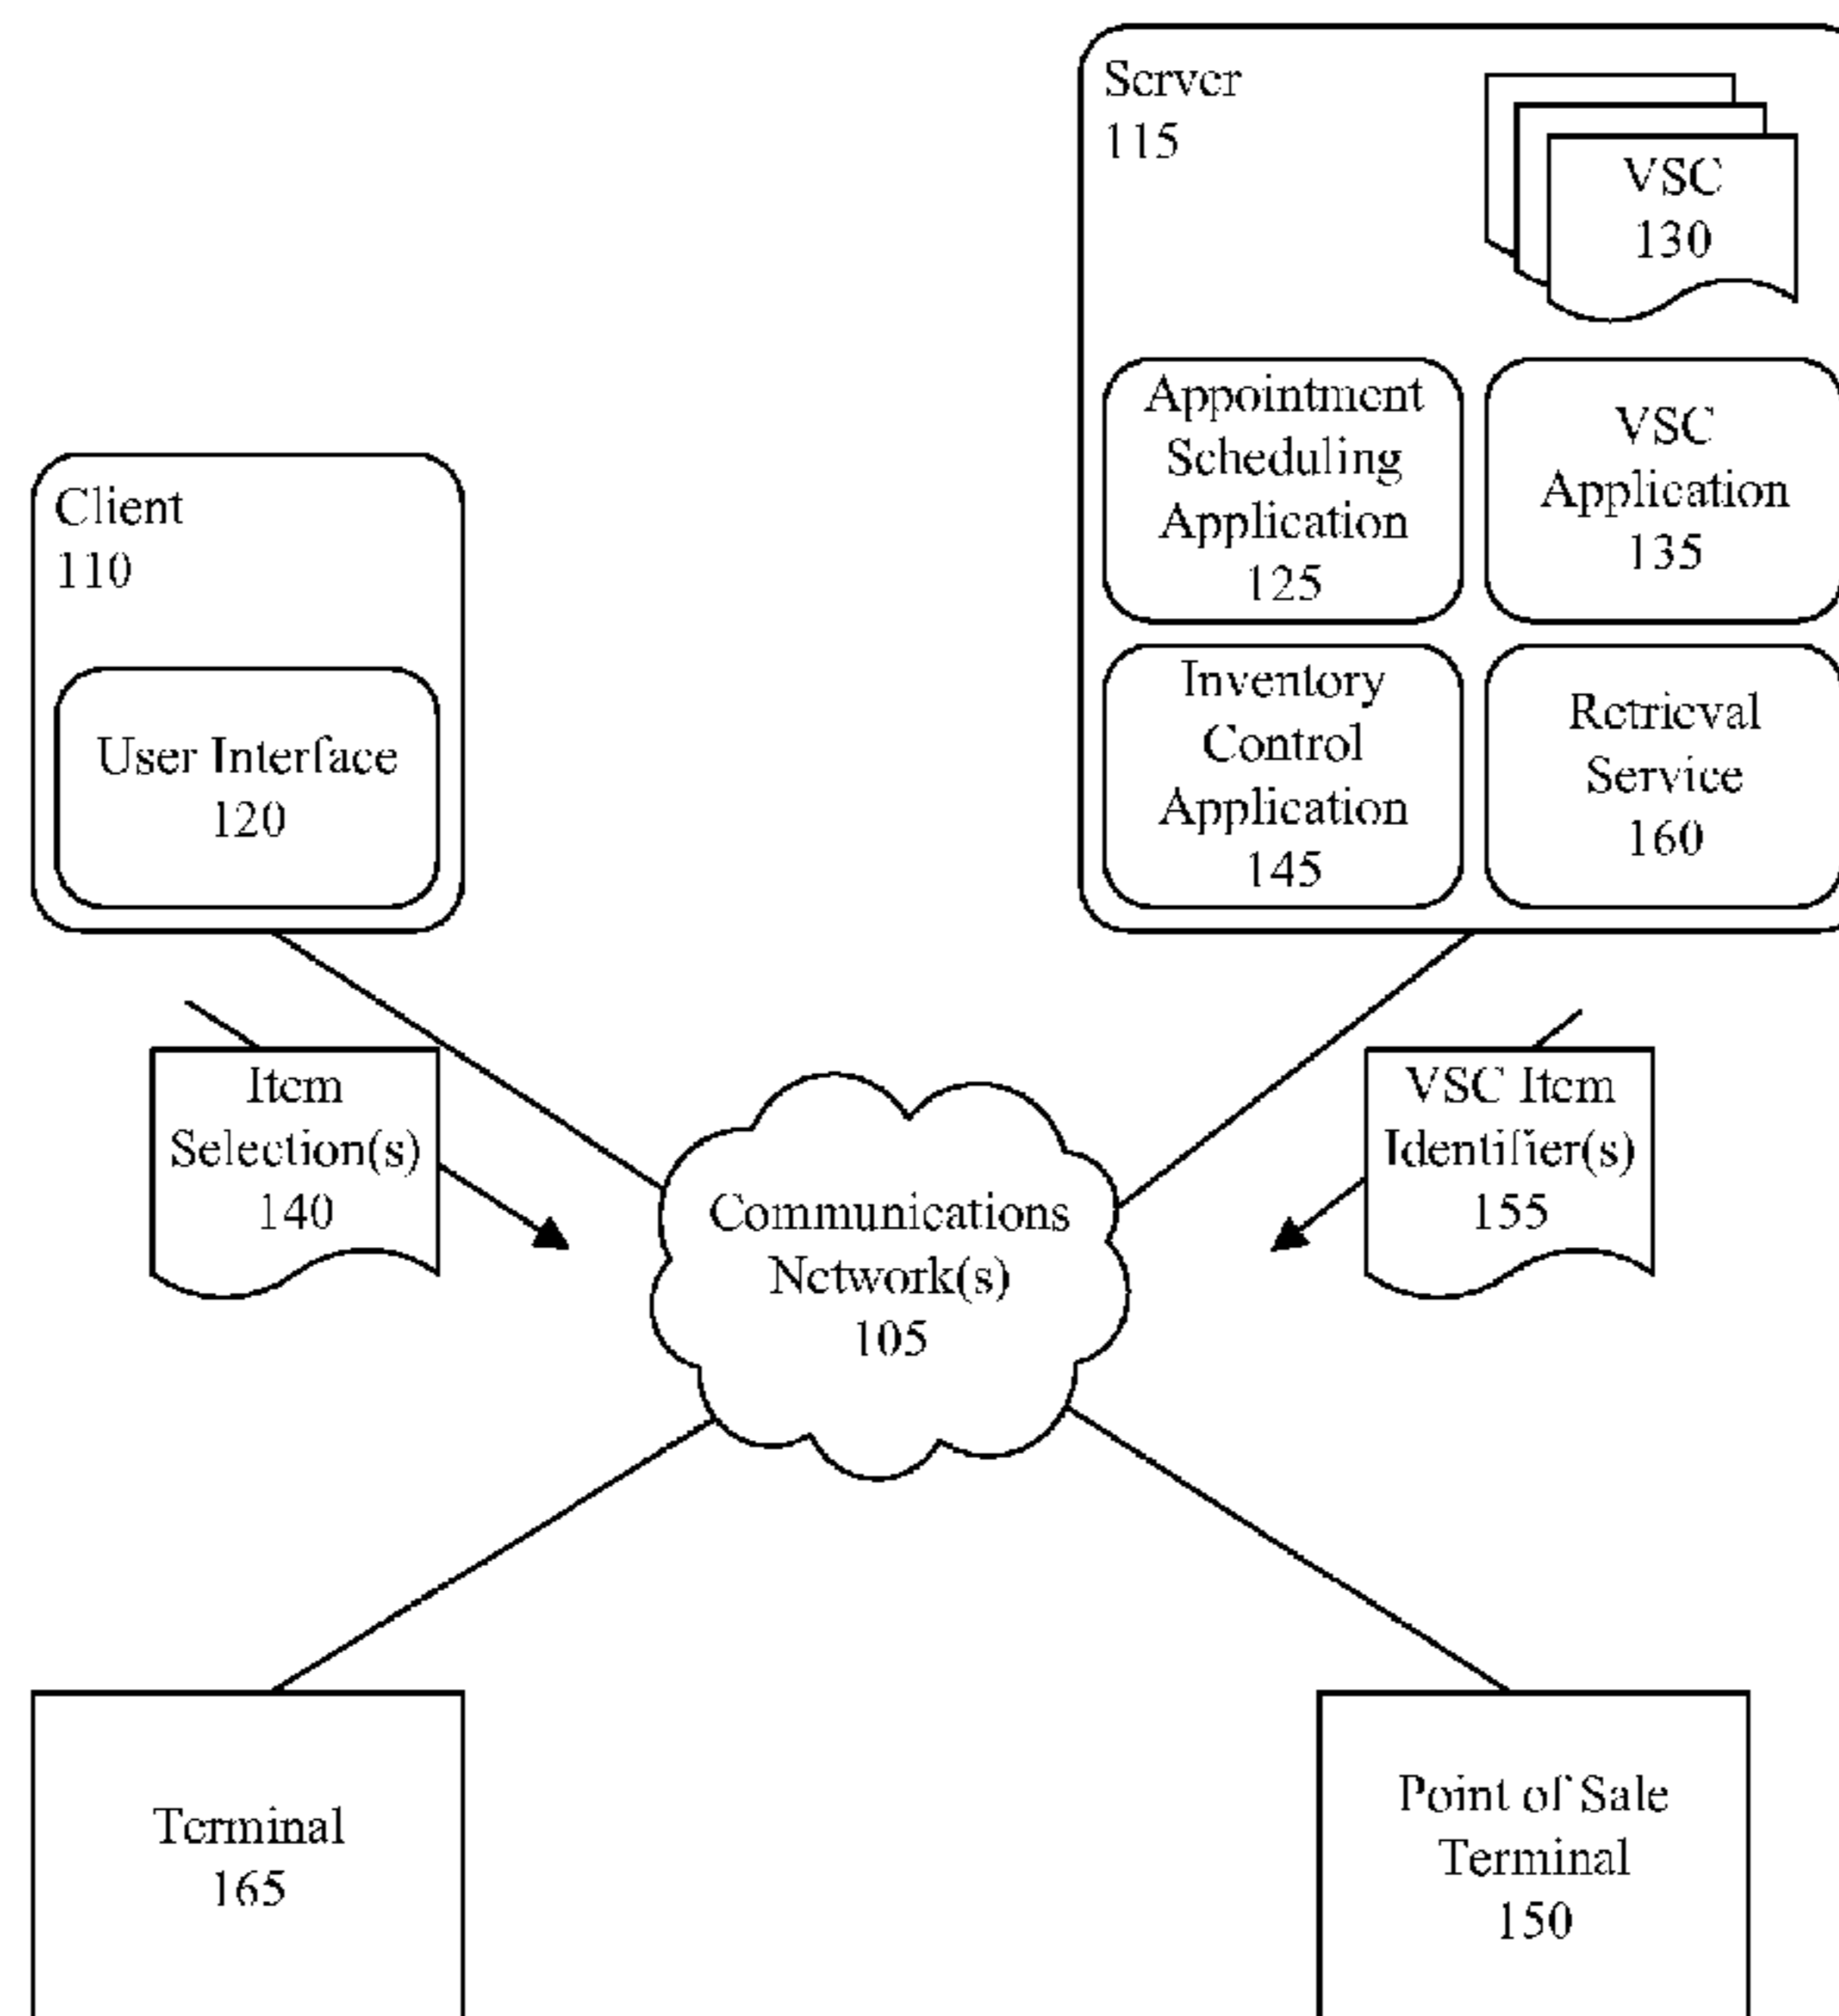 Server
115
VSC
130
Appointment
Scheduling
Application
125
VSC
Application
135
Client
110
User Interface
120
Inventory
Control
Application
145
Retrieval
Service
160
Item
Selection(s)
140
VSC Item
Identifier(s)
155
Communications
Network(s)
105
Terminal
165
Point of Sale
Terminal
150